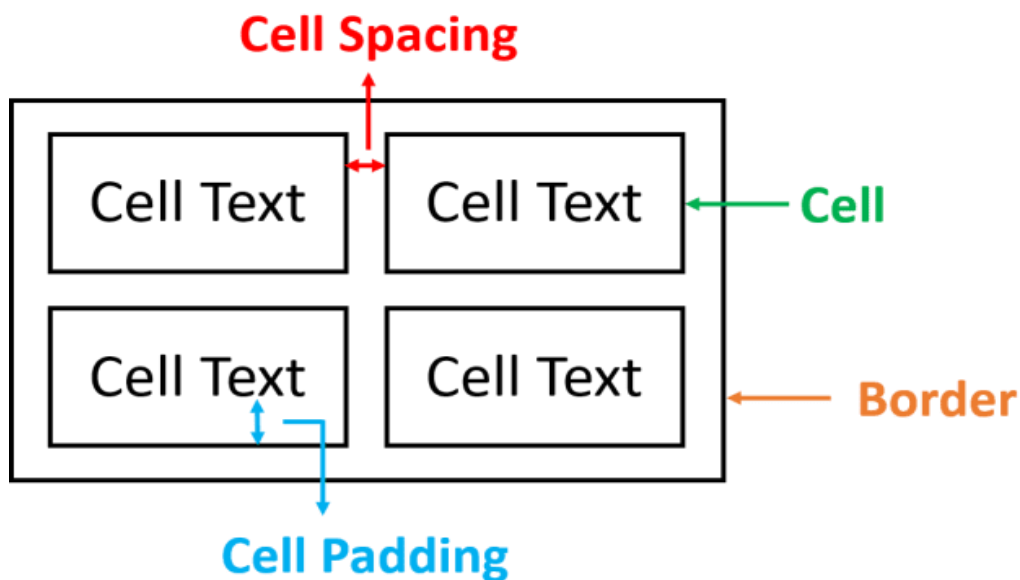 Cell Spacing
Cell Text Cell Text
Cell
Cell Text Cell Text
Border
Cell Padding